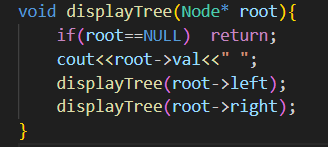 void displayTree(Node* root){
    if(root==NULL)  return;
    cout<<root->val<<" ";
    displayTree(root->left);
    displayTree(root->right);
}